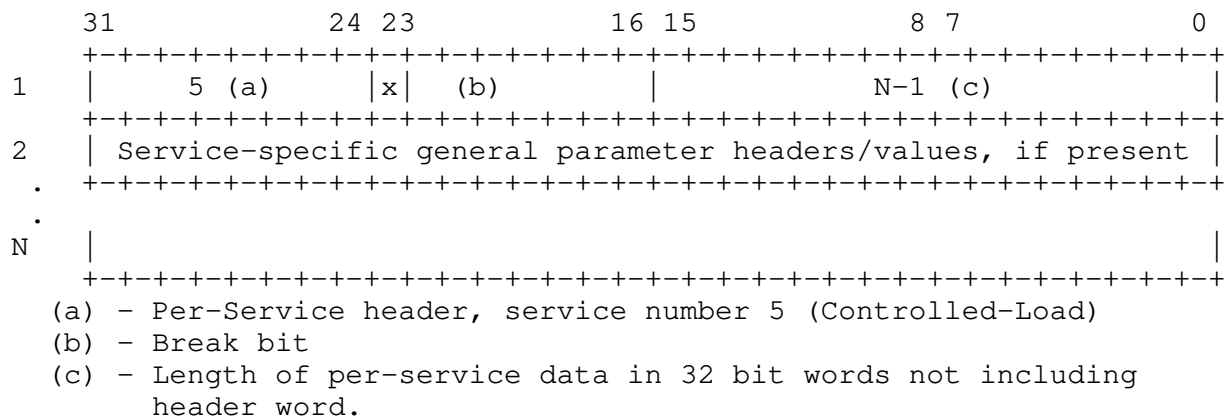 31           24 23           16 15            8 7             0
     +-+-+-+-+-+-+-+-+-+-+-+-+-+-+-+-+-+-+-+-+-+-+-+-+-+-+-+-+-+-+-+-+
1    |     5 (a)     |x|  (b)        |            N-1 (c)            |
     +-+-+-+-+-+-+-+-+-+-+-+-+-+-+-+-+-+-+-+-+-+-+-+-+-+-+-+-+-+-+-+-+
2    | Service-specific general parameter headers/values, if present |
 .   +-+-+-+-+-+-+-+-+-+-+-+-+-+-+-+-+-+-+-+-+-+-+-+-+-+-+-+-+-+-+-+-+
 .
N    |                                                               |
     +-+-+-+-+-+-+-+-+-+-+-+-+-+-+-+-+-+-+-+-+-+-+-+-+-+-+-+-+-+-+-+-+
   (a) - Per-Service header, service number 5 (Controlled-Load)
   (b) - Break bit
   (c) - Length of per-service data in 32 bit words not including
         header word.